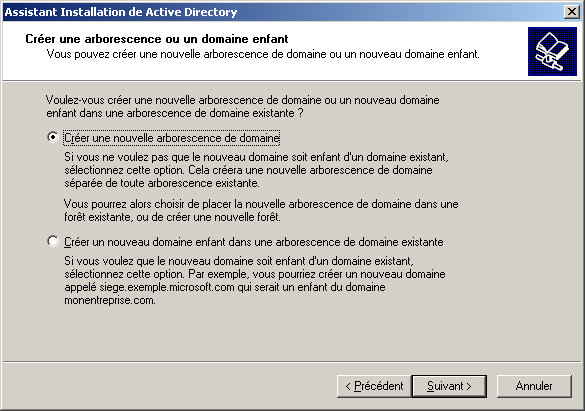 Assistant Installation de Active Directory
Créer une arborescence ou un domaine enfant
Vous pouvez créer une nouvelle arborescence de domaine ou un nouveau domaine enfant.
Voulez-vous créer une nouvelle arborescence de domaine ou un nouveau domaine
enfant dans une arborescence de domaine existante ?
Créer une nouvelle arborescence de domaine
Si vous ne voulez pas que le nouveau domaine soit enfant d'un domaine existant,
sélectionnez cette option. Cela créera une nouvelle arborescence de domaine
séparée de toute arborescence existante.
Vous pourrez alors choisir de placer la nouvelle arborescence de domaine dans une
forêt existante, ou de créer une nouvelle forêt.
Créer un nouveau domaine enfant dans une arborescence de domaine existante
Si vous voulez que le nouveau domaine soit enfant d'un domaine existant,
sélectionnez cette option. Par exemple, vous pourriez créer un nouveau domaine
appelé siege.exemple.microsoft.com qui serait un enfant du domaine
monentreprise.com.
< Précédent Suivant > Annuler